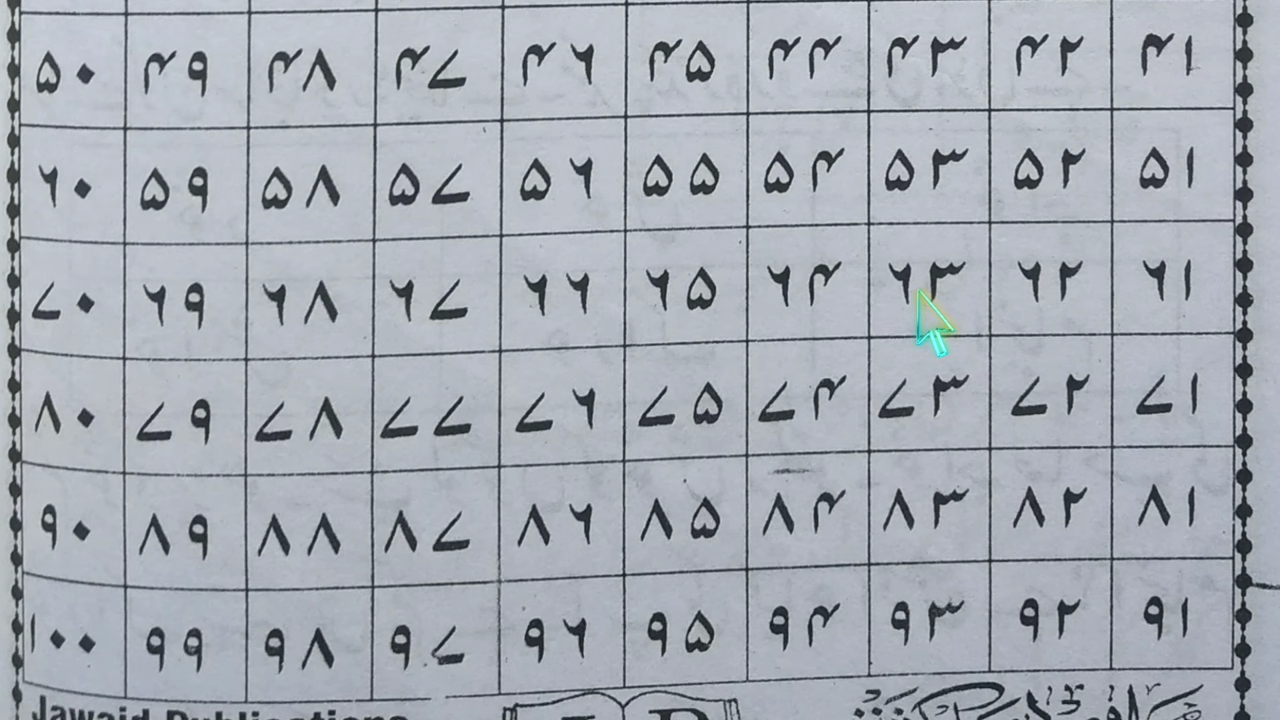 ۴۱ ۴۲ ۴۳ ۴۴ ۴۵ ۴۶ ۴۷ ۴۸ ۴۹ ۵۰
۵۱ ۵۲ ۵۳ ۵۴ ۵۵ ۵۶ ۵۷ ۵۸ ۵۹ ۶۰
۶۱ ۶۲ ۶۳ ۶۴ ۶۵ ۶۶ ۶۷ ۶۸ ۶۹ ۷۰
۷۱ ۷۲ ۷۳ ۷۴ ۷۵ ۷۶ ۷۷ ۷۸ ۷۹ ۸۰
۸۱ ۸۲ ۸۳ ۸۴ ۸۵ ۸۶ ۸۷ ۸۸ ۸۹ ۹۰
۹۱ ۹۲ ۹۳ ۹۴ ۹۵ ۹۶ ۹۷ ۹۸ ۹۹ ۱۰۰
Jawaid Publications